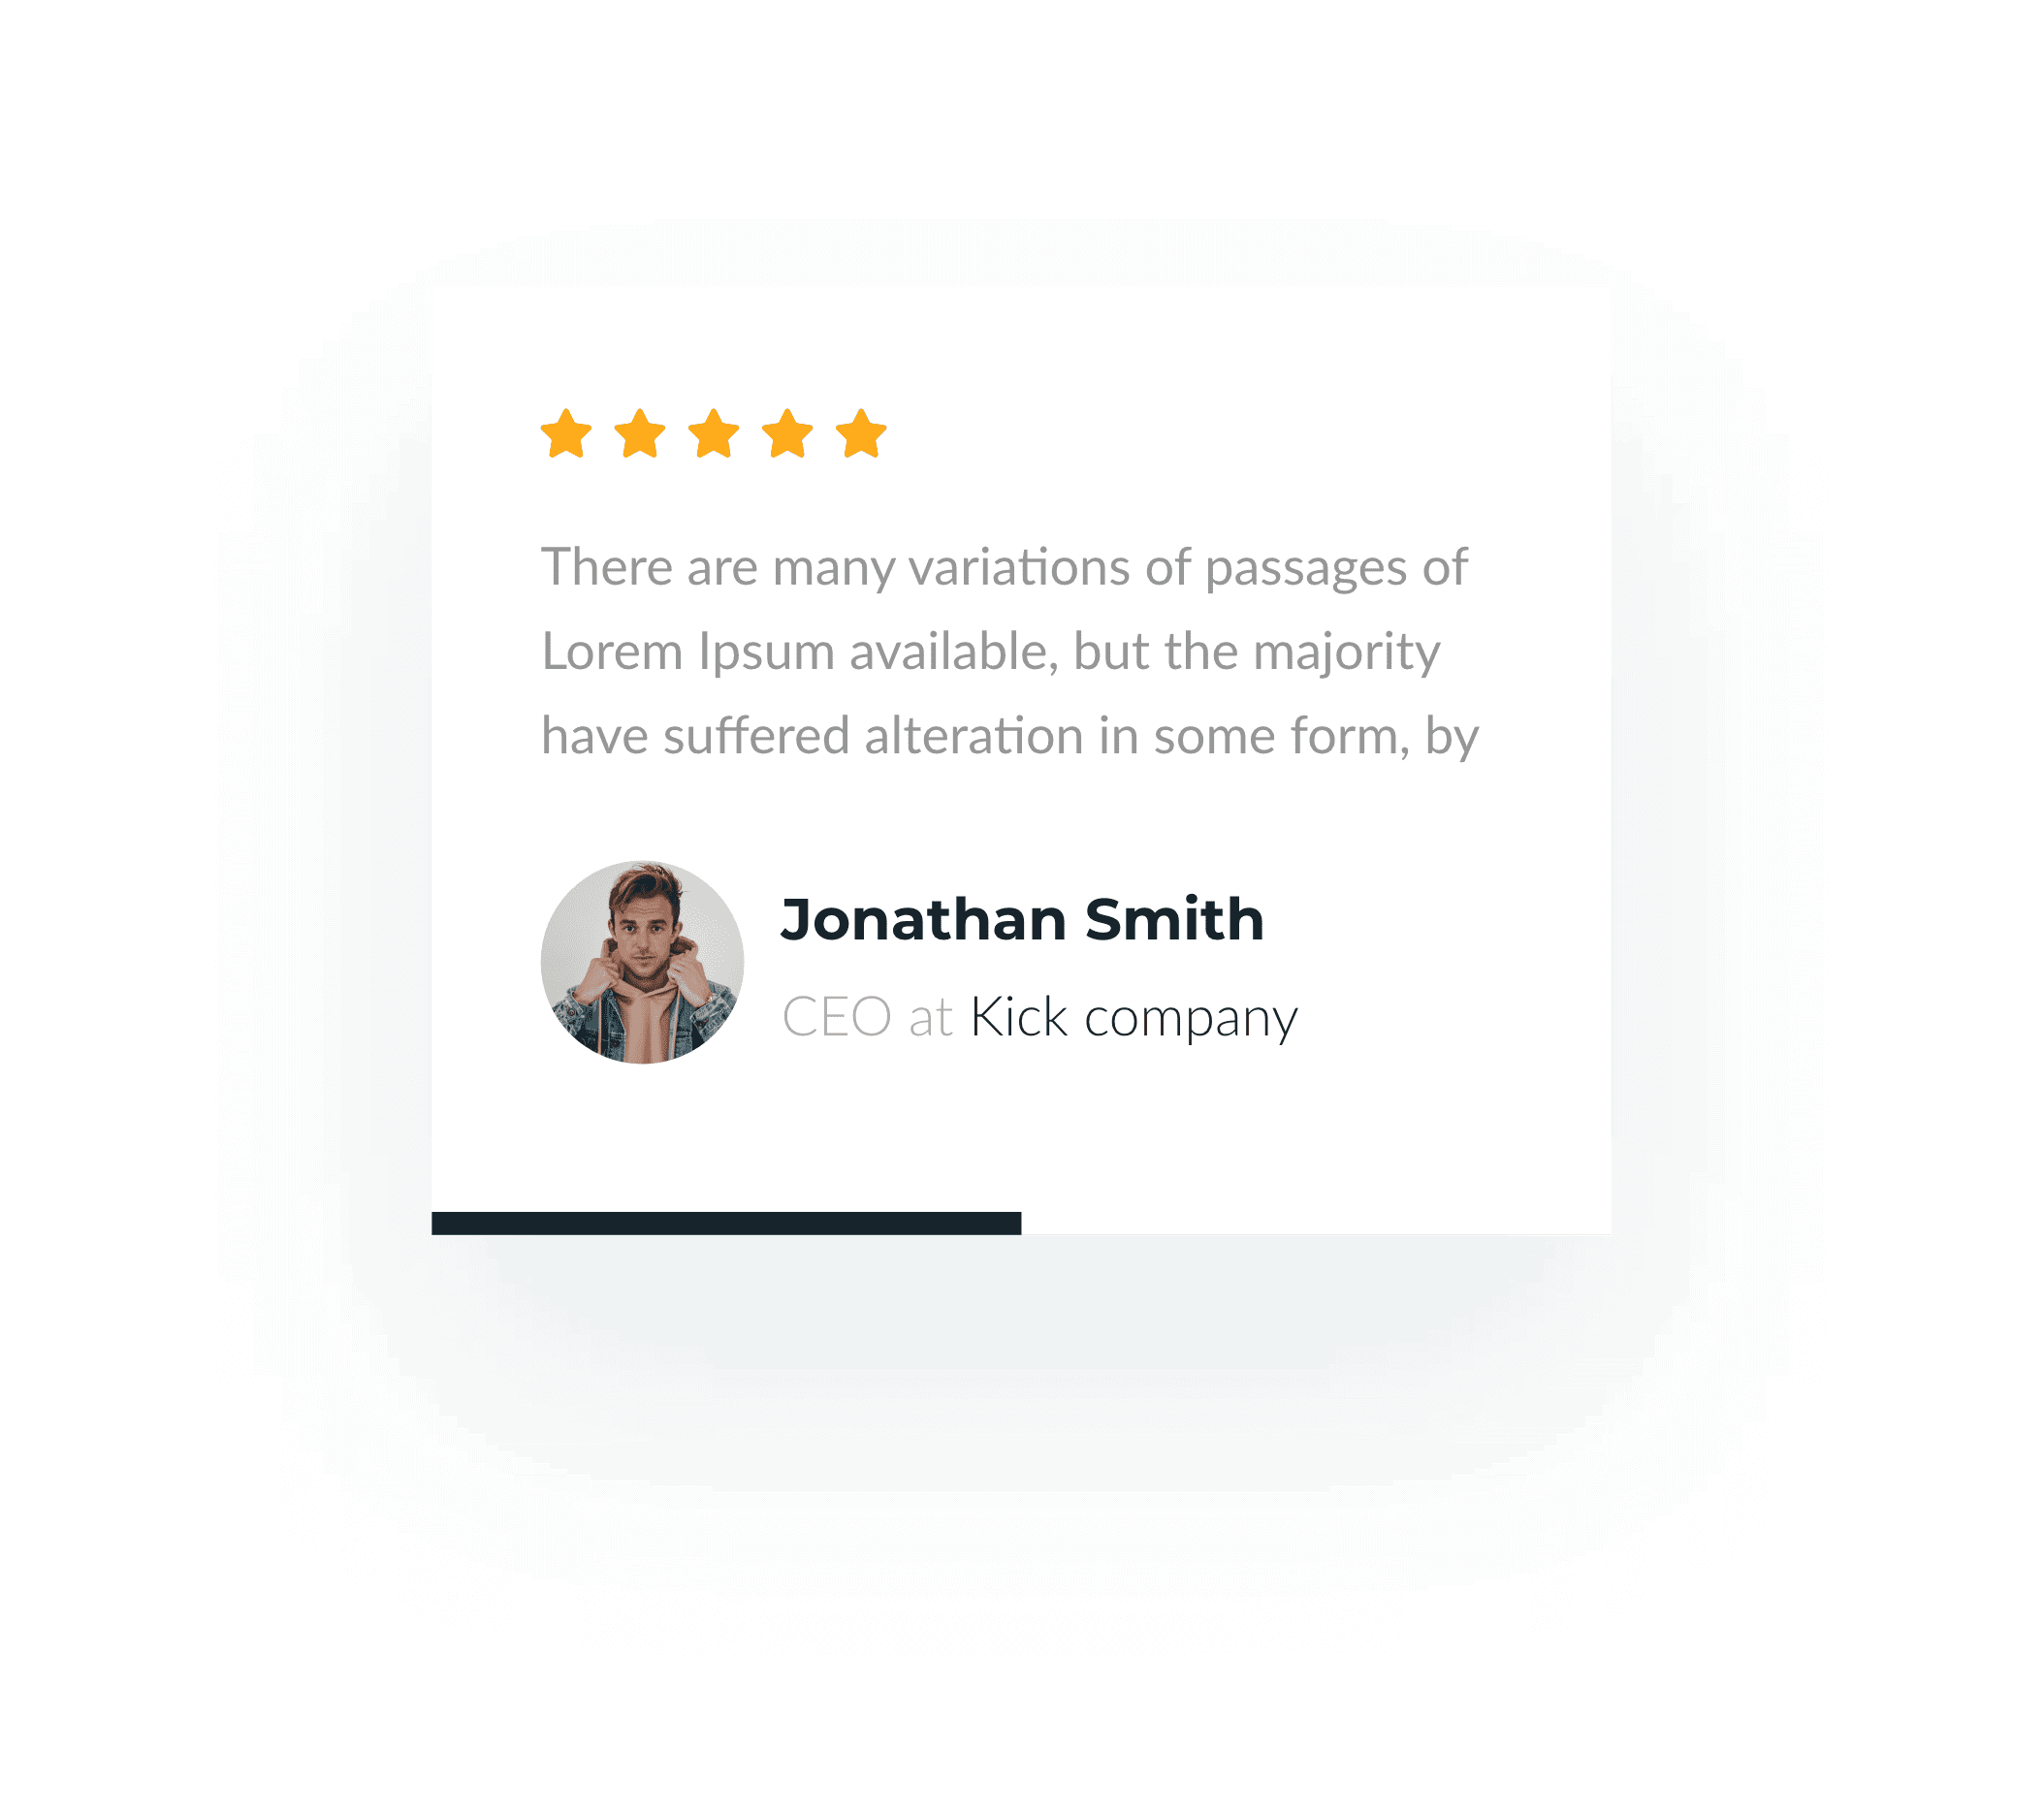 There are many variations of passages of
Lorem Ipsum available, but the majority
have suffered alteration in some form, by
Jonathan Smith
CEO at Kick company